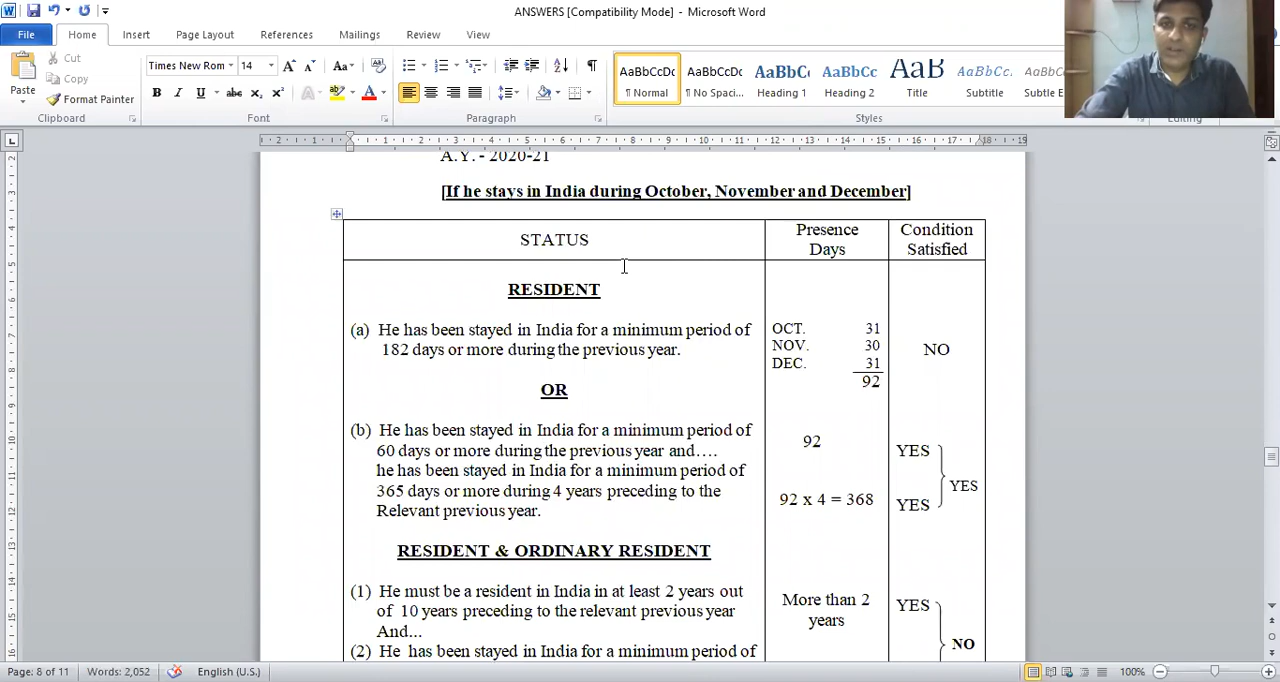 ANSWERS [Compatibility Mode] - Microsoft Word
File Home Insert Page Layout References Mailings Review View
Paste Cut Copy Format Painter Clipboard
Times New Rom 14 Font
Paragraph
AaBbCcDc AaBbCcDc AaBbC AaBbCc AaB AaBbCc. AaBbCc
¶ Normal ¶ No Spaci... Heading 1 Heading 2 Title Subtitle Subtle E
Styles Editing
A.Y. - 2020-21
[If he stays in India during October, November and December]
STATUS
Presence
Days
Condition
Satisfied
RESIDENT
(a) He has been stayed in India for a minimum period of
182 days or more during the previous year.
OCT. 31
NOV. 30
DEC. 31
92
NO
OR
(b) He has been stayed in India for a minimum period of
60 days or more during the previous year and….
he has been stayed in India for a minimum period of
365 days or more during 4 years preceding to the
Relevant previous year.
92
92 x 4 = 368
YES
YES
YES
RESIDENT & ORDINARY RESIDENT
(1) He must be a resident in India in at least 2 years out
of 10 years preceding to the relevant previous year
And...
(2) He has been stayed in India for a minimum period of
More than 2
years
YES
NO
Page: 8 of 11 Words: 2,052 English (U.S.) 100%